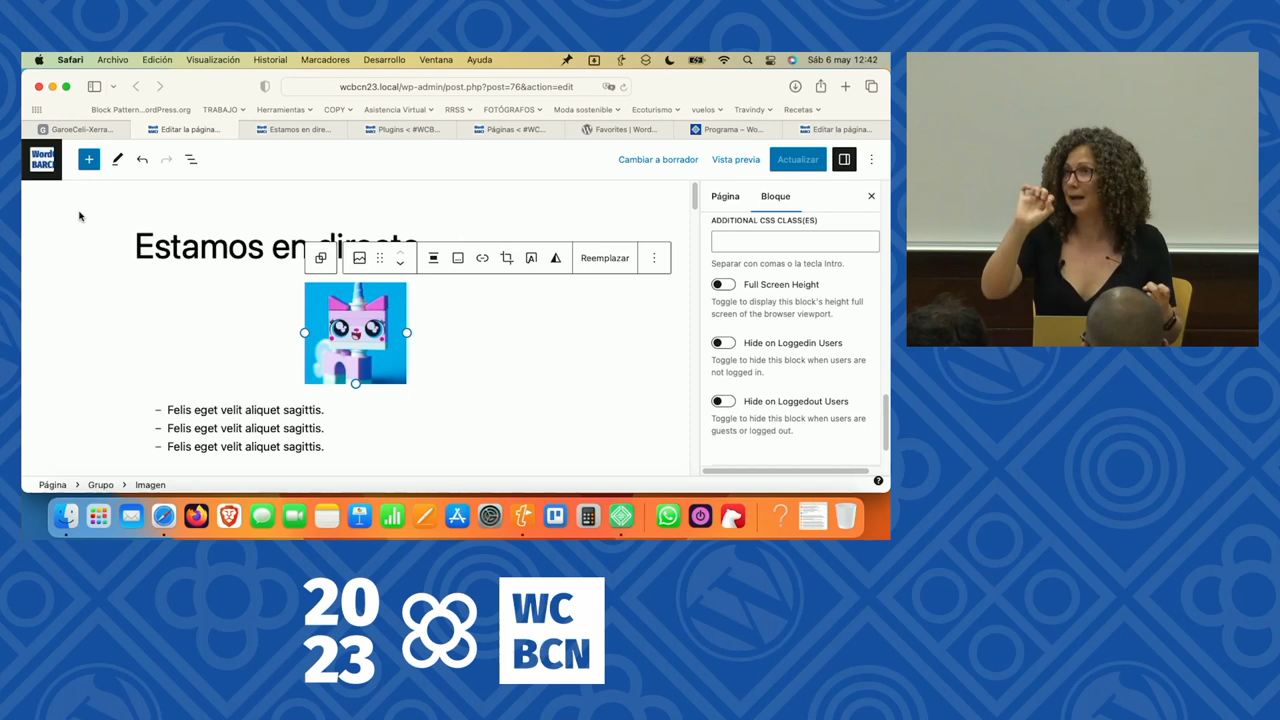 Safari Archivo Edición Visualización Historial Marcadores Desarrollo Ventana Ayuda Sáb 6 may 12:42
wcbcn23.local/wp-admin/post.php?post=76&action=edit
Block Pattern...ordPress.org TRABAJO Herramientas COPY Asistencia Virtual RRSS FOTÓGRAFOS Moda sostenible Ecoturismo vuelos Travindy Recetas
G GaroeCeli-Xerra... Editar la página... Estamos en dire... Plugins < #WCB... Páginas < #WC... Favorites | Word... Programa – Wo... Editar la página...
Word
BARC
Cambiar a borrador Vista previa Actualizar
Página Bloque
Estamos en directo
Reemplazar
ADDITIONAL CSS CLASS(ES)
Separar con comas o la tecla Intro.
Full Screen Height
Toggle to display this block's height full
screen of the browser viewport.
Hide on Loggedin Users
Toggle to hide this block when users are
not logged in.
Hide on Loggedout Users
Toggle to hide this block when users are
guests or logged out.
– Felis eget velit aliquet sagittis.
– Felis eget velit aliquet sagittis.
– Felis eget velit aliquet sagittis.
Página > Grupo > Imagen
20
23
WC
BCN